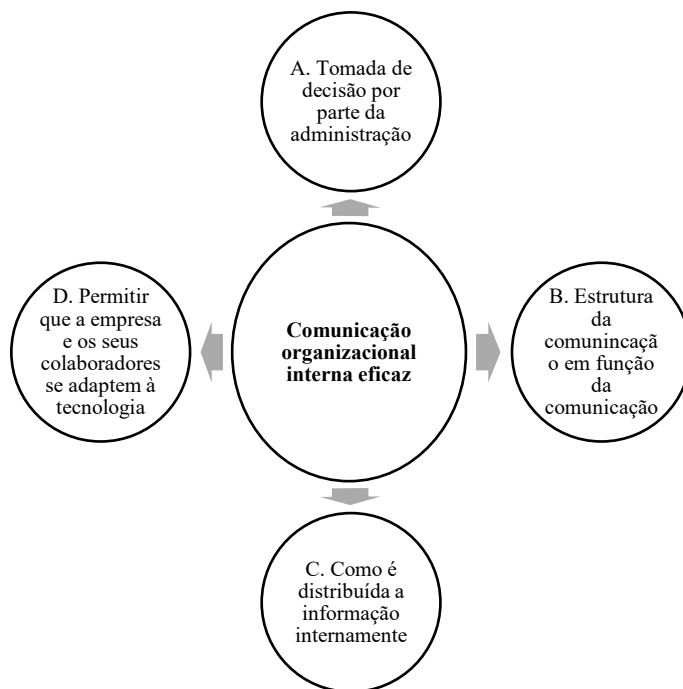 A. Tomada de
decisão por
parte da
administração
D. Permitir
que a empresa
e os seus
colaboradores
se adaptem à
tecnologia
Comunicação
organizacional
interna eficaz
B. Estrutura
da
comunincaçã
o em função
da
comunicação
C. Como é
distribuída a
informação
internamente